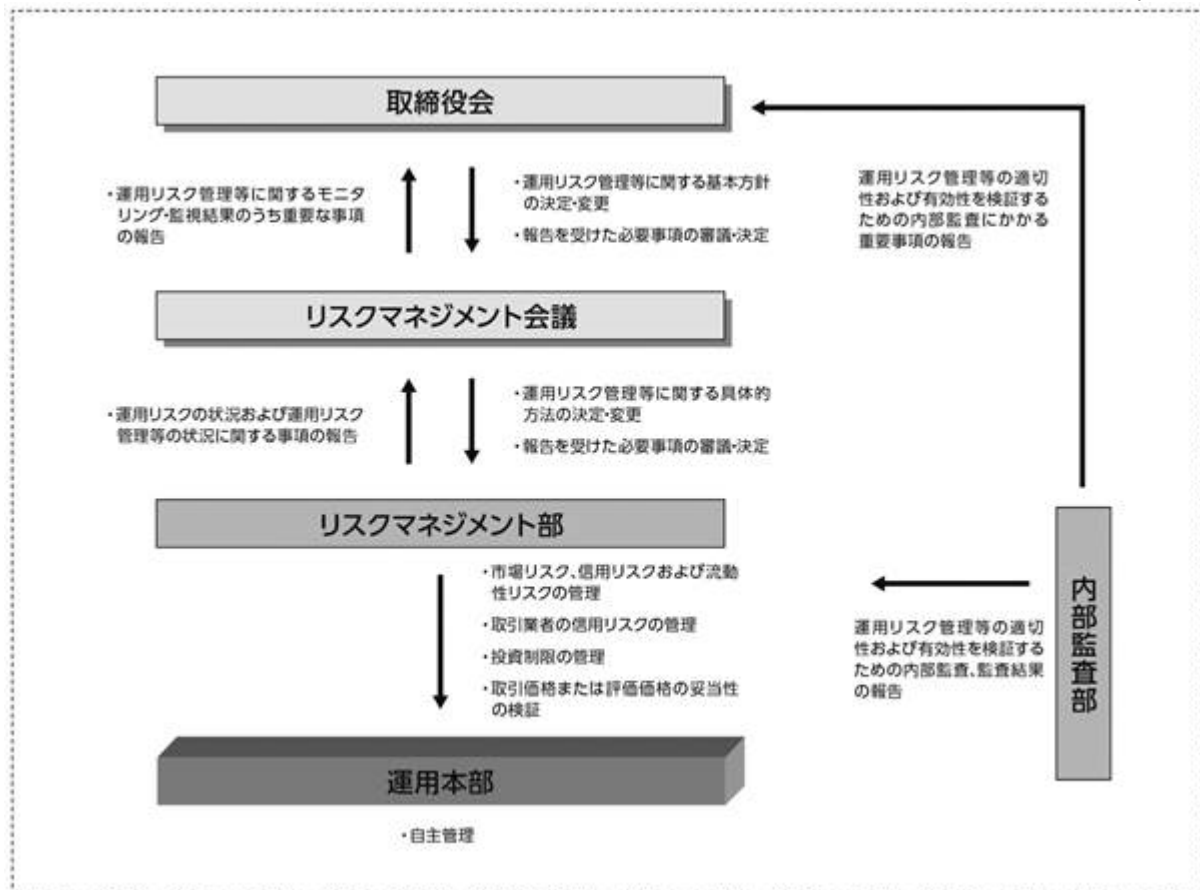 取締役会
・運用リスク管理等に関するモニタ
リング・監視結果のうち重要な事項
の報告
・運用リスク管理等に関する基本方針
の決定・変更
・報告を受けた必要事項の審議・決定
運用リスク管理等の適切
性および有効性を検証する
ための内部監査にかかる
重要事項の報告
リスクマネジメント会議
・運用リスクの状況および運用リスク
管理等の状況に関する事項の報告
・運用リスク管理等に関する具体的
方法の決定・変更
・報告を受けた必要事項の審議・決定
リスクマネジメント部
・市場リスク、信用リスクおよび流動
性リスクの管理
・取引業者の信用リスクの管理
・投資制限の管理
・取引価格または評価価格の妥当性
の検証
運用リスク管理等の適切
性および有効性を検証する
ための内部監査、監査結果
の報告
内部監査部
運用本部
・自主管理